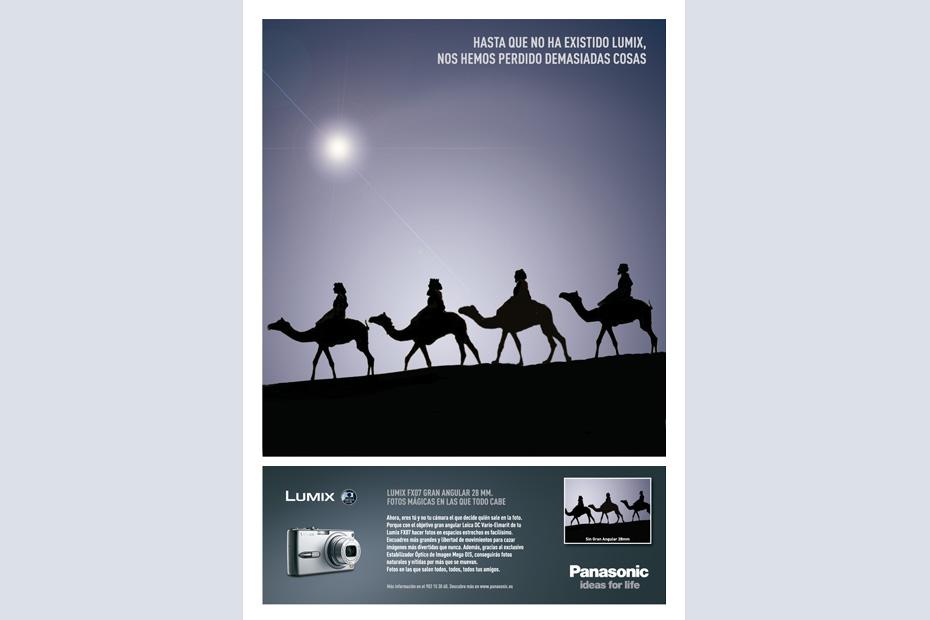 HASTA QUE NO HA EXISTIDO LUMIX,
NOS HEMOS PERDIDO DEMASIADAS COSAS
LUMIX
LUMIX FX07 GRAN ANGULAR 28 MM.
FOTOS MÁGICAS EN LAS QUE TODO CABE
Ahora, eres tú y no tu cámara el que decide quién sale en la foto.
Porque con el objetivo gran angular Leica DC Vario-Elmarit de tu
Lumix FX07 hacer fotos en espacios estrechos es facilísimo.
Encuadres más grandes y libertad de movimientos para cazar
imágenes más divertidas que nunca. Además, gracias al exclusivo
Estabilizador Óptico de Imagen Mega OIS, conseguirás fotos
naturales y nítidas por más que se muevan.
Fotos en las que salen todos, todos, todos tus amigos.
Más información en el 902 15 30 60. Descubre más en www.panasonic.es
Sin Gran Angular 28mm
Panasonic
ideas for life